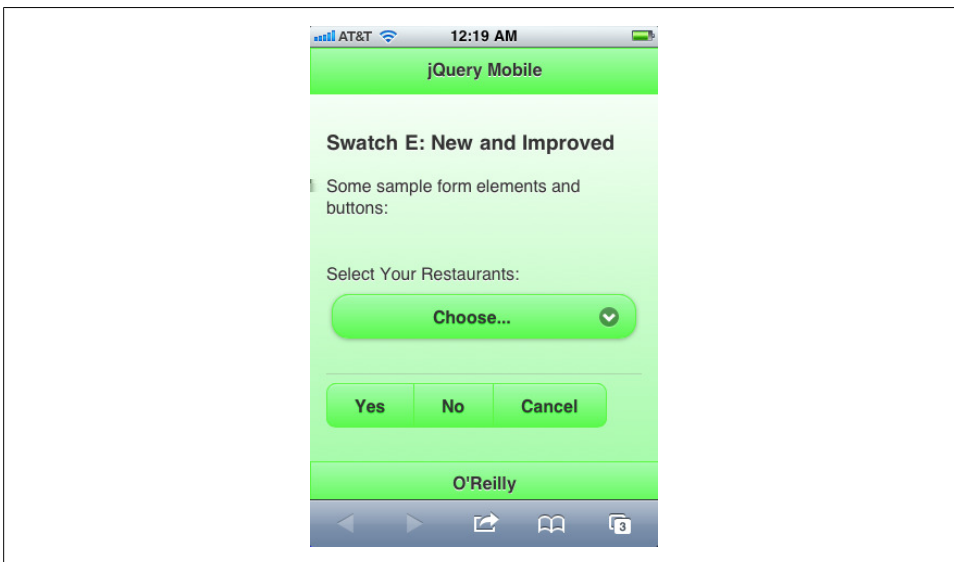 AT&T 12:19 AM
jQuery Mobile
Swatch E: New and Improved
Some sample form elements and
buttons:
Select Your Restaurants:
Choose...
Yes No Cancel
O'Reilly
3